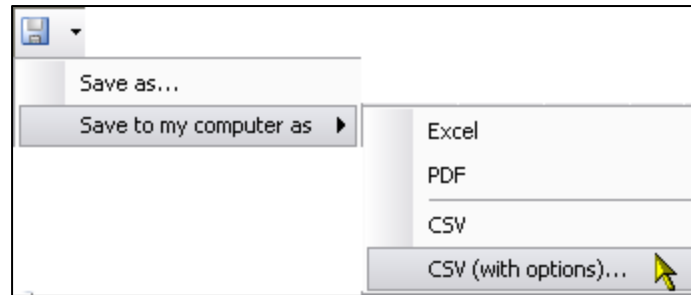 Save as...
Save to my computer as
Excel
PDF
CSV
CSV (with options)...